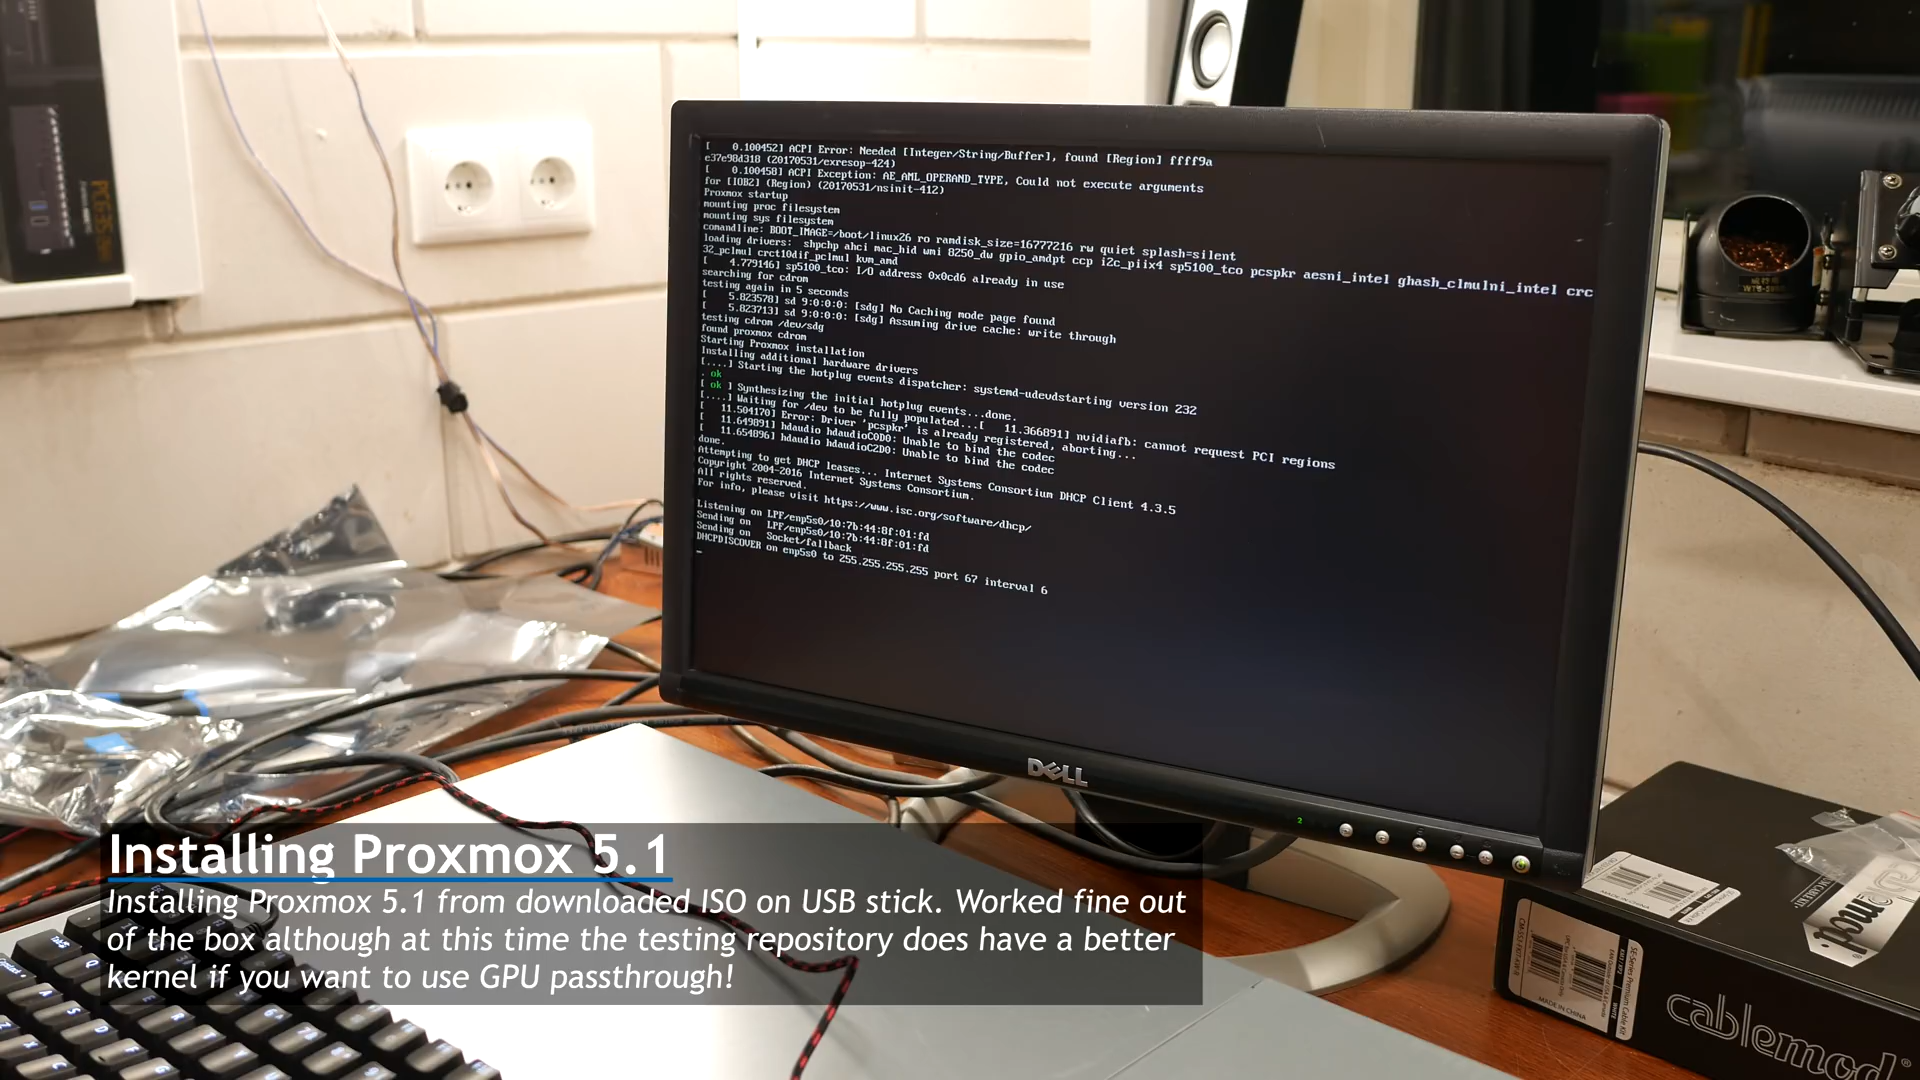 [    0.100452] ACPI Error: Needed [Integer/String/Buffer], found [Region] ffff9a
e37e98d318 (20170531/exresop-424)
[    0.100458] ACPI Exception: AE_AML_OPERAND_TYPE, Could not execute arguments
for [IOB2] (Region) (20170531/nsinit-412)
Proxmox startup
mounting proc filesystem
mounting sys filesystem
comandline: BOOT_IMAGE=/boot/linux26 ro ramdisk_size=16777216 rw quiet splash=silent
loading drivers:  shpchp ahci mac_hid wmi 8250_dw gpio_amdpt ccp i2c_piix4 sp5100_tco pcspkr aesni_intel ghash_clmulni_intel crc
32_pclmul crct10dif_pclmul kvm_amd
[    4.779146] sp5100_tco: I/O address 0x0cd6 already in use
searching for cdrom
testing again in 5 seconds
[    5.823578] sd 9:0:0:0: [sdg] No Caching mode page found
[    5.823713] sd 9:0:0:0: [sdg] Assuming drive cache: write through
testing cdrom /dev/sdg
found proxmox cdrom
Starting Proxmox installation
Installing additional hardware drivers
[....] Starting the hotplug events dispatcher: systemd-udevdstarting version 232
. ok
[ ok ] Synthesizing the initial hotplug events...done.
[....] Waiting for /dev to be fully populated...[   11.366891] nvidiafb: cannot request PCI regions
[   11.504170] Error: Driver 'pcspkr' is already registered, aborting...
[   11.649891] hdaudio hdaudioC0D0: Unable to bind the codec
[   11.654896] hdaudio hdaudioC2D0: Unable to bind the codec
done.
Attempting to get DHCP leases... Internet Systems Consortium DHCP Client 4.3.5
Copyright 2004-2016 Internet Systems Consortium.
All rights reserved.
For info, please visit https://www.isc.org/software/dhcp/
Listening on LPF/enp5s0/10:7b:44:8f:01:fd
Sending on   LPF/enp5s0/10:7b:44:8f:01:fd
Sending on   Socket/fallback
DHCPDISCOVER on enp5s0 to 255.255.255.255 port 67 interval 6
DELL
2
Installing Proxmox 5.1
Installing Proxmox 5.1 from downloaded ISO on USB stick. Worked fine out
of the box although at this time the testing repository does have a better
kernel if you want to use GPU passthrough!
MADE IN CHINA
cablemod®